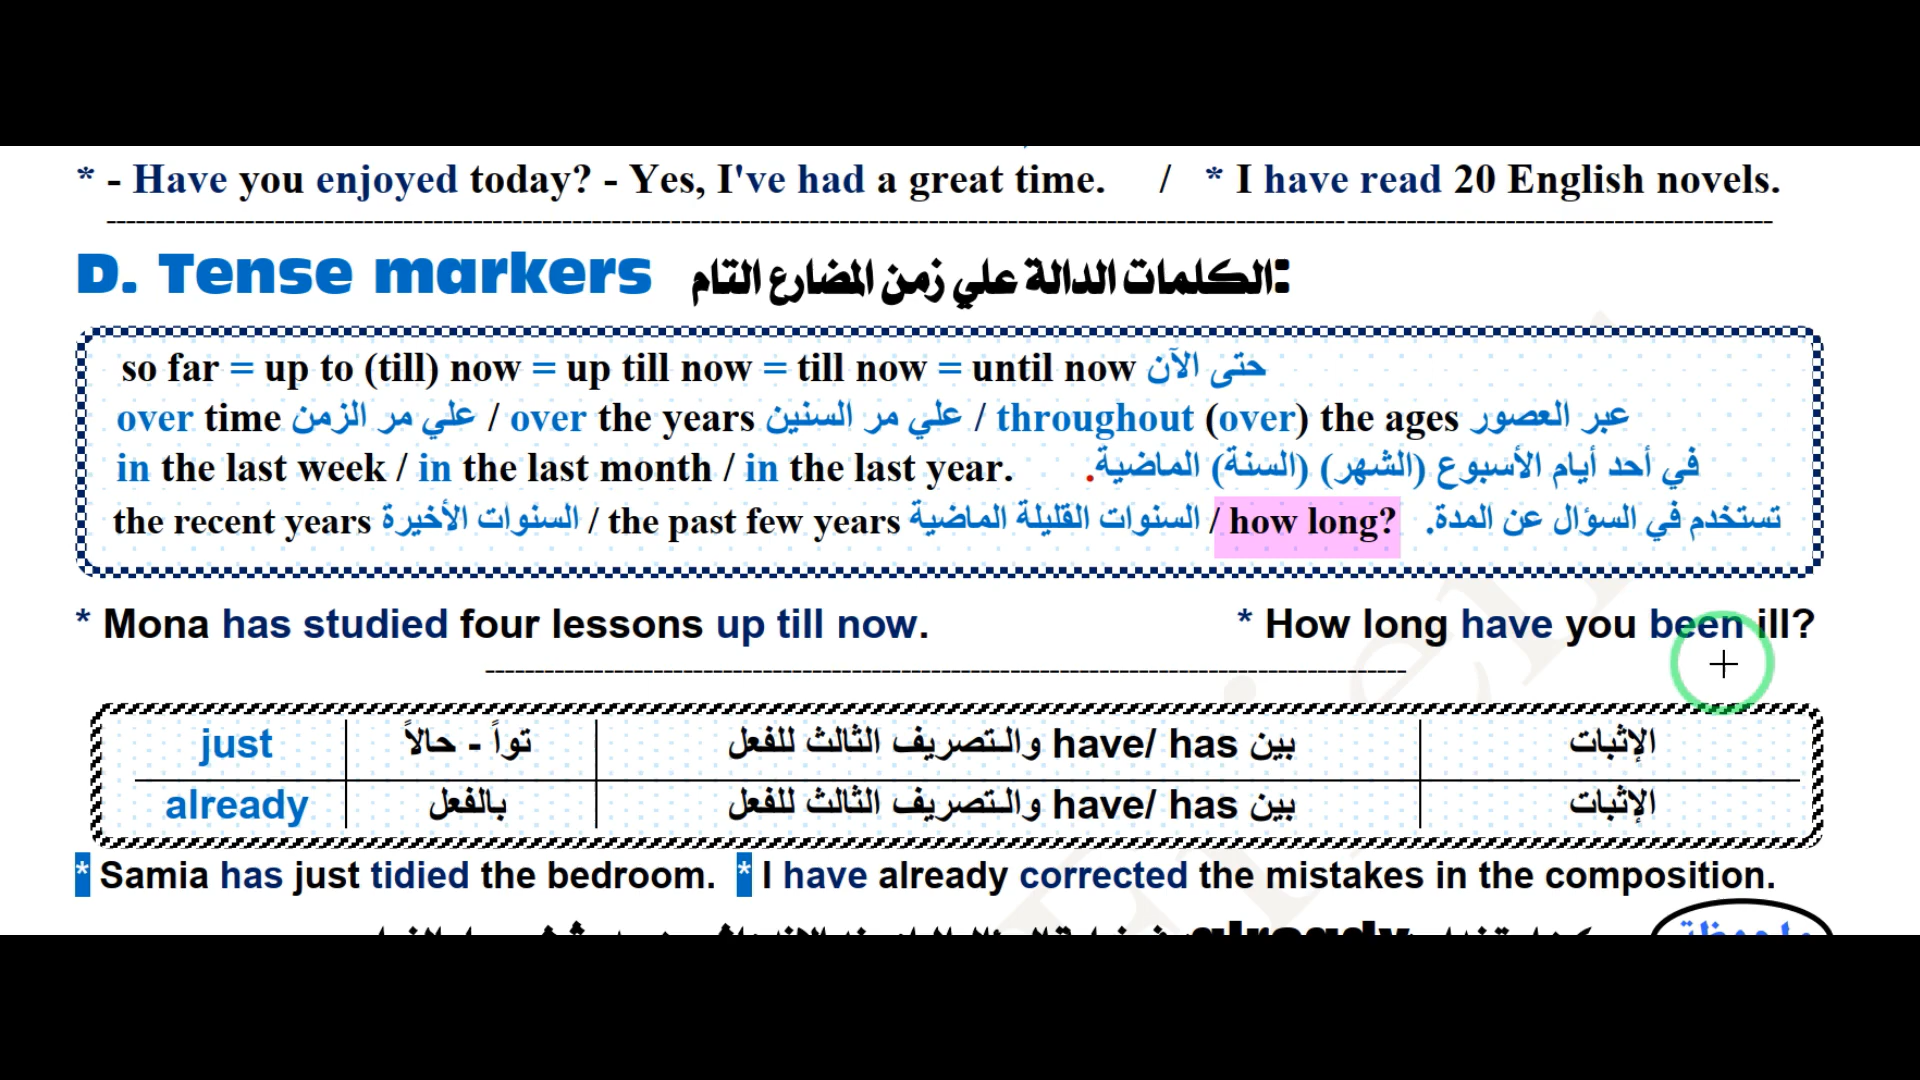 * - Have you enjoyed today? - Yes, I've had a great time. / * I have read 20 English novels.
D. Tense markers الكلمات الدالة علي زمن المضارع التام:
so far = up to (till) now = up till now = till now = until now حتى الآن
over time علي مر الزمن / over the years علي مر السنين / throughout (over) the ages عبر العصور
in the last week / in the last month / in the last year. في أحد أيام الأسبوع (الشهر) (السنة) الماضية.
the recent years السنوات الأخيرة / the past few years السنوات القليلة الماضية / how long? تستخدم في السؤال عن المدة.
* Mona has studied four lessons up till now. * How long have you been ill?
just توأ - حالاً بين have/ has والتصريف الثالث للفعل الإثبات
already بالفعل بين have/ has والتصريف الثالث للفعل الإثبات
* Samia has just tidied the bedroom. * I have already corrected the mistakes in the composition.
already